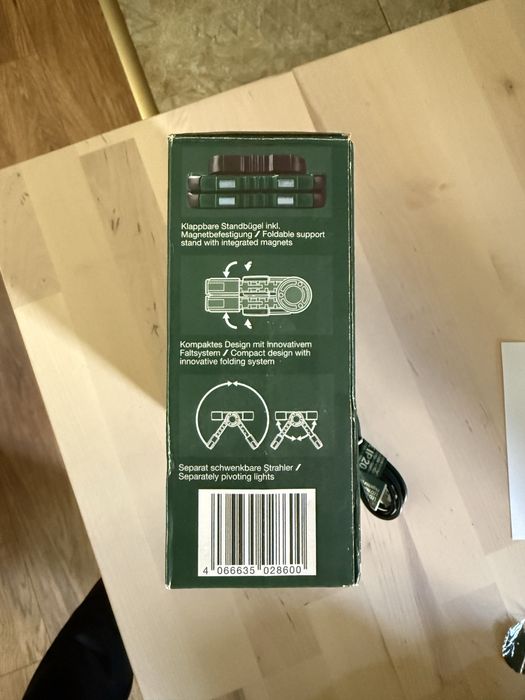 Klappbare Standbügel inkl.
Magnetbefestigung / Foldable support
stand with integrated magnets
Kompaktes Design mit Innovativem
Faltsystem / Compact design with
innovative folding system
Separat schwenkbare Strahler /
Separately pivoting lights
4 066635 028600
IP20